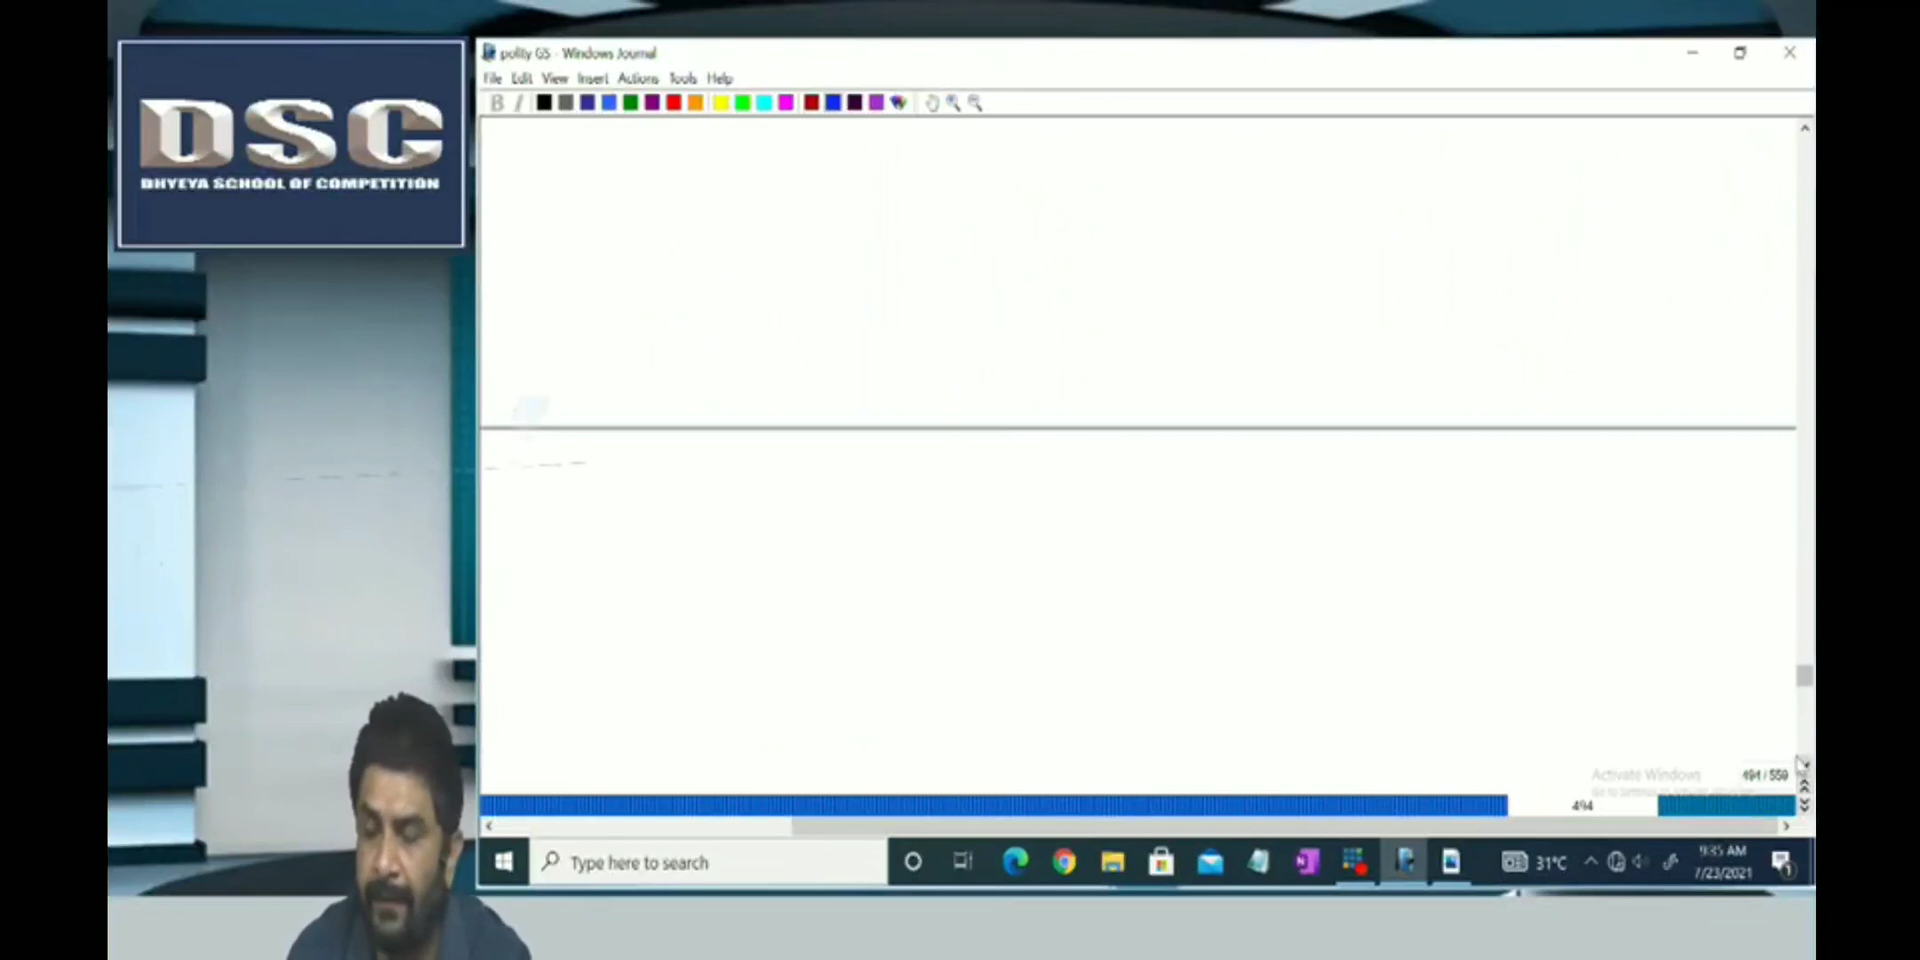 DSC
DHYEYA SCHOOL OF COMPETITION
polity GS - Windows Journal
File Edit View Insert Actions Tools Help
B I
Activate Windows
494 / 559
494
Type here to search
31°C
9:35 AM
7/23/2021
1